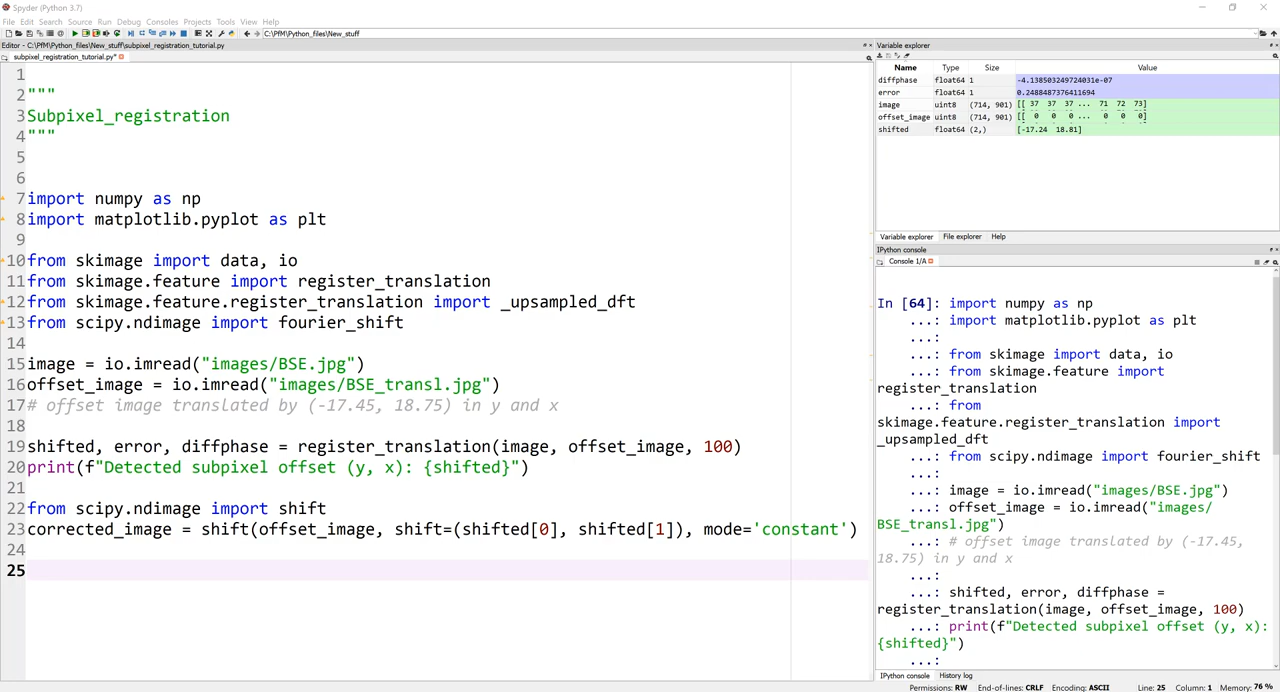 Spyder (Python 3.7)
File Edit Search Source Run Debug Consoles Projects Tools View Help
C:\PfM\Python_files\New_stuff
Editor - C:\PfM\Python_files\New_stuff\subpixel_registration_tutorial.py
subpixel_registration_tutorial.py*
1
2 """
3 Subpixel_registration
4 """
5
6
7 import numpy as np
8 import matplotlib.pyplot as plt
9
10 from skimage import data, io
11 from skimage.feature import register_translation
12 from skimage.feature.register_translation import _upsampled_dft
13 from scipy.ndimage import fourier_shift
14
15 image = io.imread("images/BSE.jpg")
16 offset_image = io.imread("images/BSE_transl.jpg")
17 # offset image translated by (-17.45, 18.75) in y and x
18
19 shifted, error, diffphase = register_translation(image, offset_image, 100)
20 print(f"Detected subpixel offset (y, x): {shifted}")
21
22 from scipy.ndimage import shift
23 corrected_image = shift(offset_image, shift=(shifted[0], shifted[1]), mode='constant')
24
25
Variable explorer
Name Type Size Value
diffphase float64 1 -4.138503249724031e-07
error float64 1 0.2488487376411694
image uint8 (714, 901) [[ 37 37 37 ... 71 72 73]
offset_image uint8 (714, 901) [[ 0 0 0 ... 0 0 0]
shifted float64 (2,) [-17.24 18.81]
Variable explorer File explorer Help
IPython console
Console 1/A
In [64]: import numpy as np
...: import matplotlib.pyplot as plt
...:
...: from skimage import data, io
...: from skimage.feature import
register_translation
...: from
skimage.feature.register_translation import
_upsampled_dft
...: from scipy.ndimage import fourier_shift
...:
...: image = io.imread("images/BSE.jpg")
...: offset_image = io.imread("images/
BSE_transl.jpg")
...: # offset image translated by (-17.45,
18.75) in y and x
...:
...: shifted, error, diffphase =
register_translation(image, offset_image, 100)
...: print(f"Detected subpixel offset (y, x):
{shifted}")
...:
IPython console History log
Permissions: RW End-of-lines: CRLF Encoding: ASCII Line: 25 Column: 1 Memory: 76 %